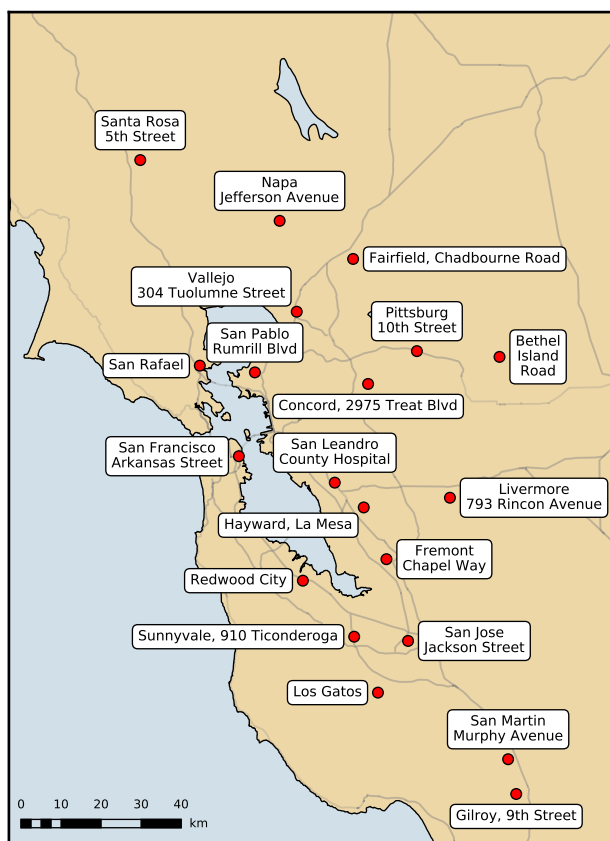 Santa Rosa
5th Street
Napa
Jefferson Avenue
Fairfield, Chadbourne Road
Vallejo
304 Tuolumne Street
Pittsburg
10th Street
San Pablo
Rumrill Blvd
Bethel
Island
Road
San Rafael
Concord, 2975 Treat Blvd
San Francisco
Arkansas Street
San Leandro
County Hospital
Livermore
793 Rincon Avenue
Hayward, La Mesa
Fremont
Chapel Way
Redwood City
Sunnyvale, 910 Ticonderoga
San Jose
Jackson Street
Los Gatos
San Martin
Murphy Avenue
Gilroy, 9th Street
0 10 20 30 40
km